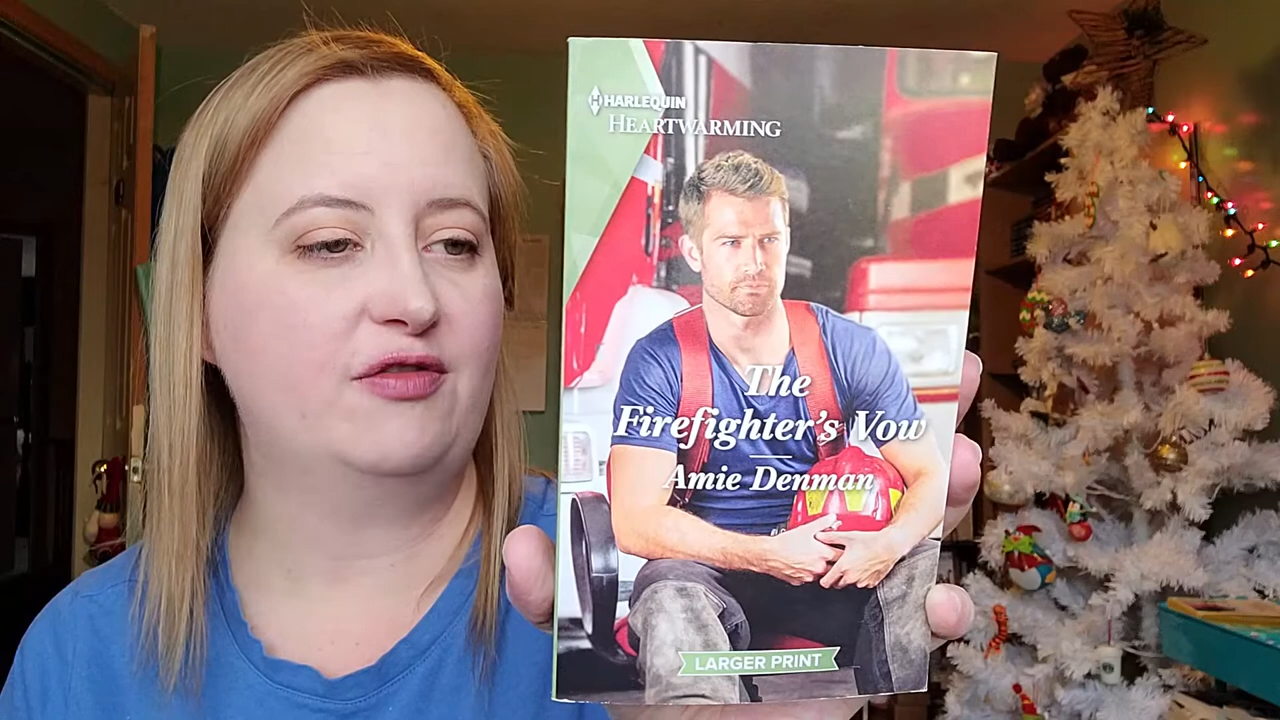 HARLEQUIN
HEARTWARMING
The
Firefighter's Vow
Amie Denman
LARGER PRINT